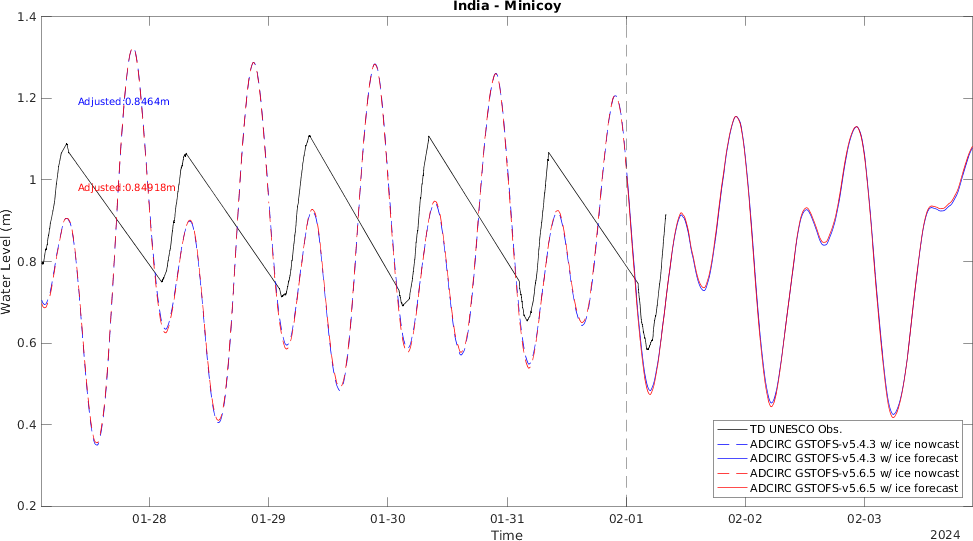 India - Minicoy
1.4
1.2
1
0.8
0.6
0.4
0.2
Water Level (m)
Adjusted:0.8464m
Adjusted:0.84918m
TD UNESCO Obs.
ADCIRC GSTOFS-v5.4.3 w/ ice nowcast
ADCIRC GSTOFS-v5.4.3 w/ ice forecast
ADCIRC GSTOFS-v5.6.5 w/ ice nowcast
ADCIRC GSTOFS-v5.6.5 w/ ice forecast
01-28
01-29
01-30
01-31
02-01
02-02
02-03
Time
2024